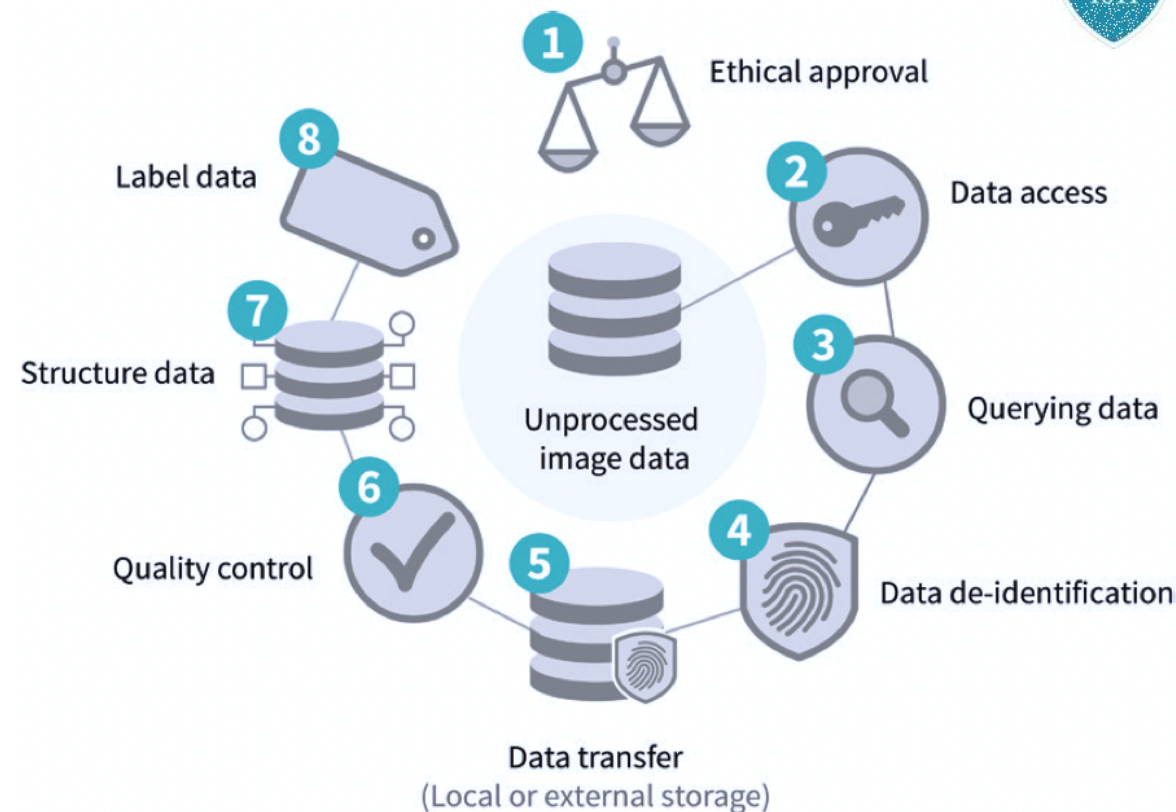 1
Ethical approval
2
Data access
3
Querying data
4
Data de-identification
5
Data transfer
(Local or external storage)
6
Quality control
7
Structure data
8
Label data
Unprocessed
image data